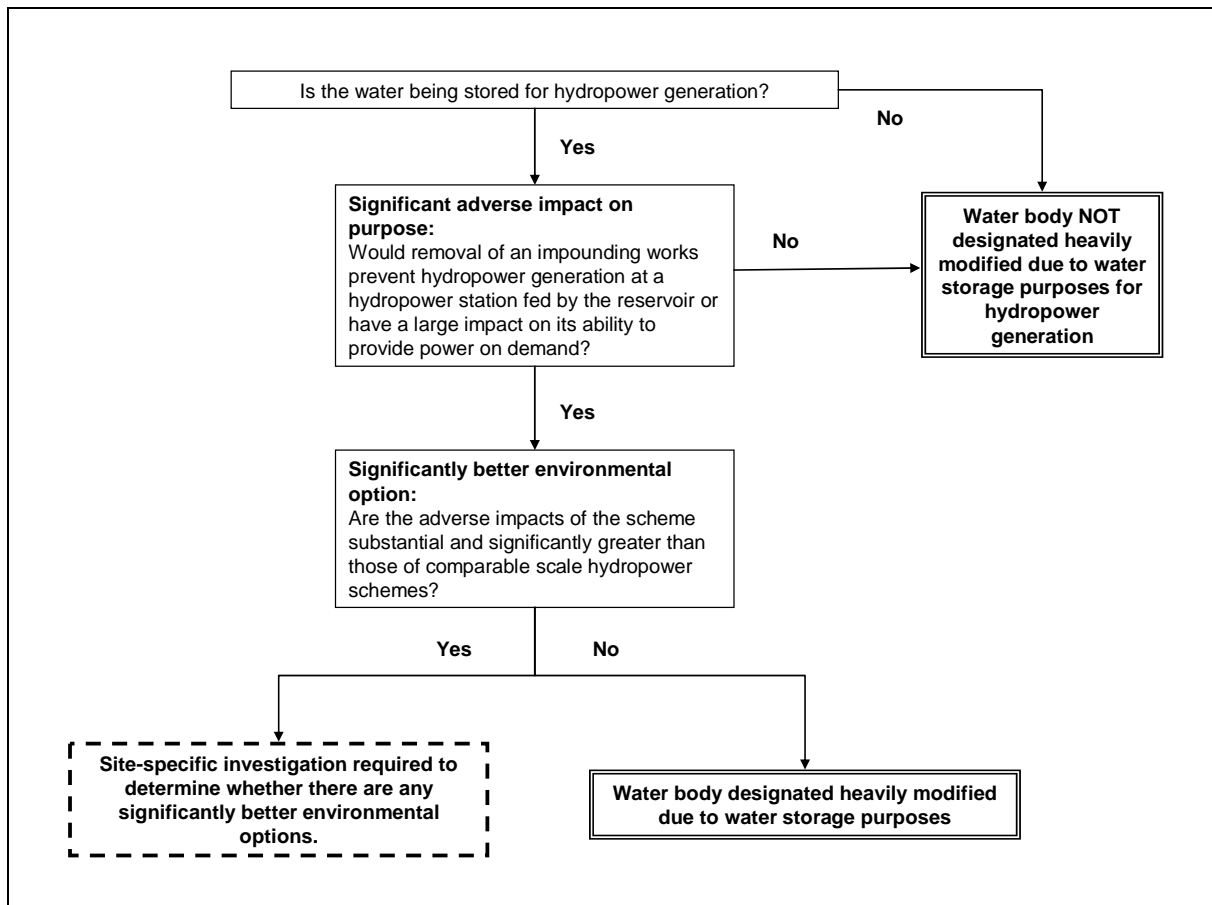 Is the water being stored for hydropower generation?
No
Yes
Significant adverse impact on
purpose:
Would removal of an impounding works
prevent hydropower generation at a
hydropower station fed by the reservoir or
have a large impact on its ability to
provide power on demand?
No
Water body NOT
designated heavily
modified due to water
storage purposes for
hydropower
generation
Yes
Significantly better environmental
option:
Are the adverse impacts of the scheme
substantial and significantly greater than
those of comparable scale hydropower
schemes?
Yes
No
Site-specific investigation required to
determine whether there are any
significantly better environmental
options.
Water body designated heavily modified
due to water storage purposes